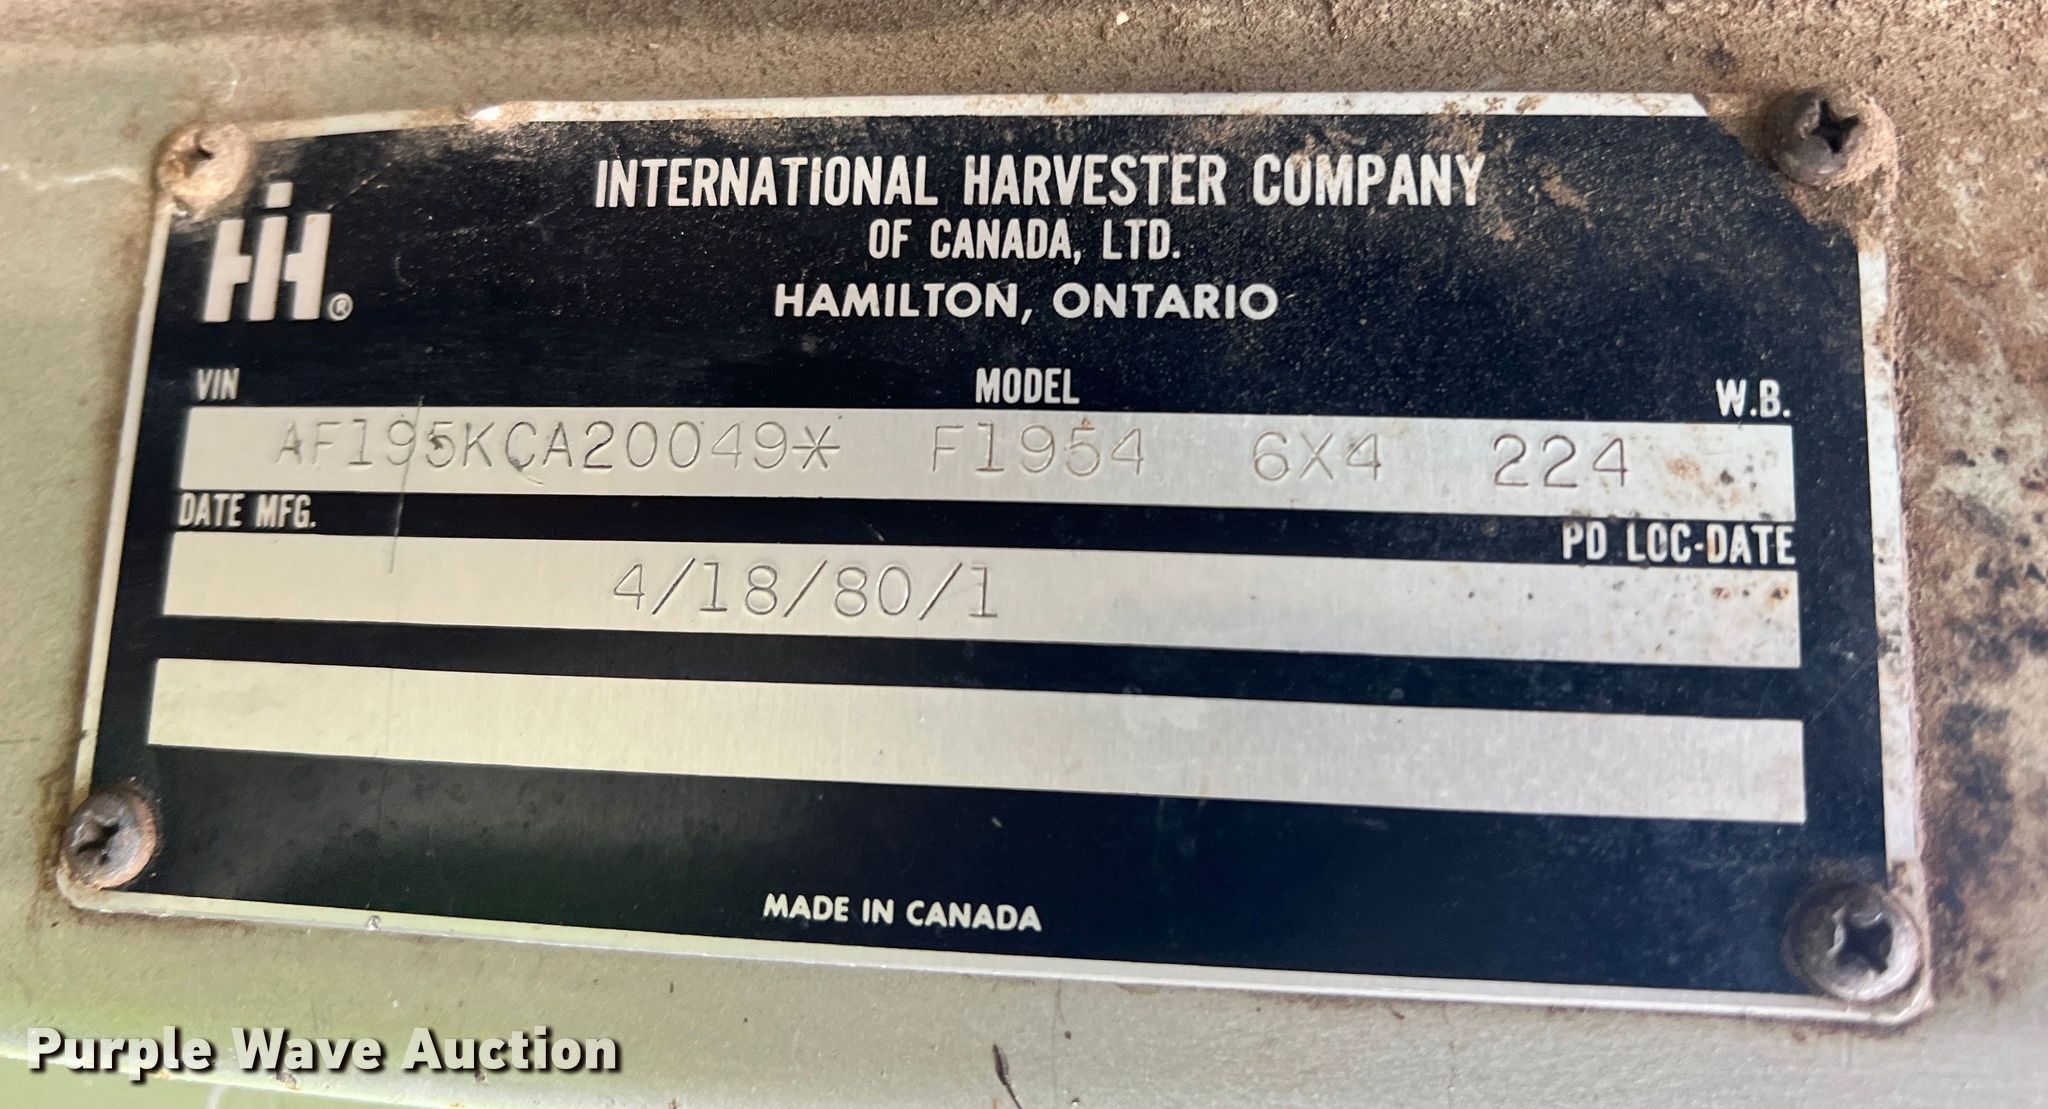 INTERNATIONAL HARVESTER COMPANY
OF CANADA, LTD.
HAMILTON, ONTARIO
IH®
VIN MODEL W.B.
AF195KCA20049* F1954 6X4 224
DATE MFG. PD LOC-DATE
4/18/80/1
MADE IN CANADA
Purple Wave Auction